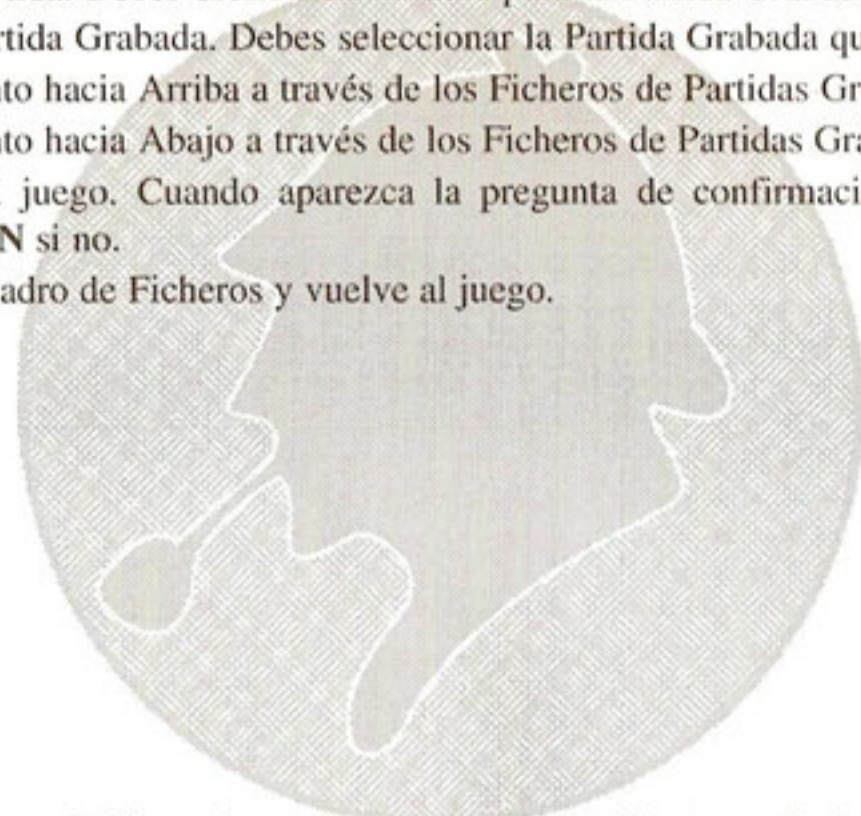 rtida Grabada. Debes seleccionar la Partida Grabada qu
to hacia Arriba a través de los Ficheros de Partidas Gr
to hacia Abajo a través de los Ficheros de Partidas Gra
juego. Cuando aparezca la pregunta de confirmaci
N si no.
adro de Ficheros y vuelve al juego.